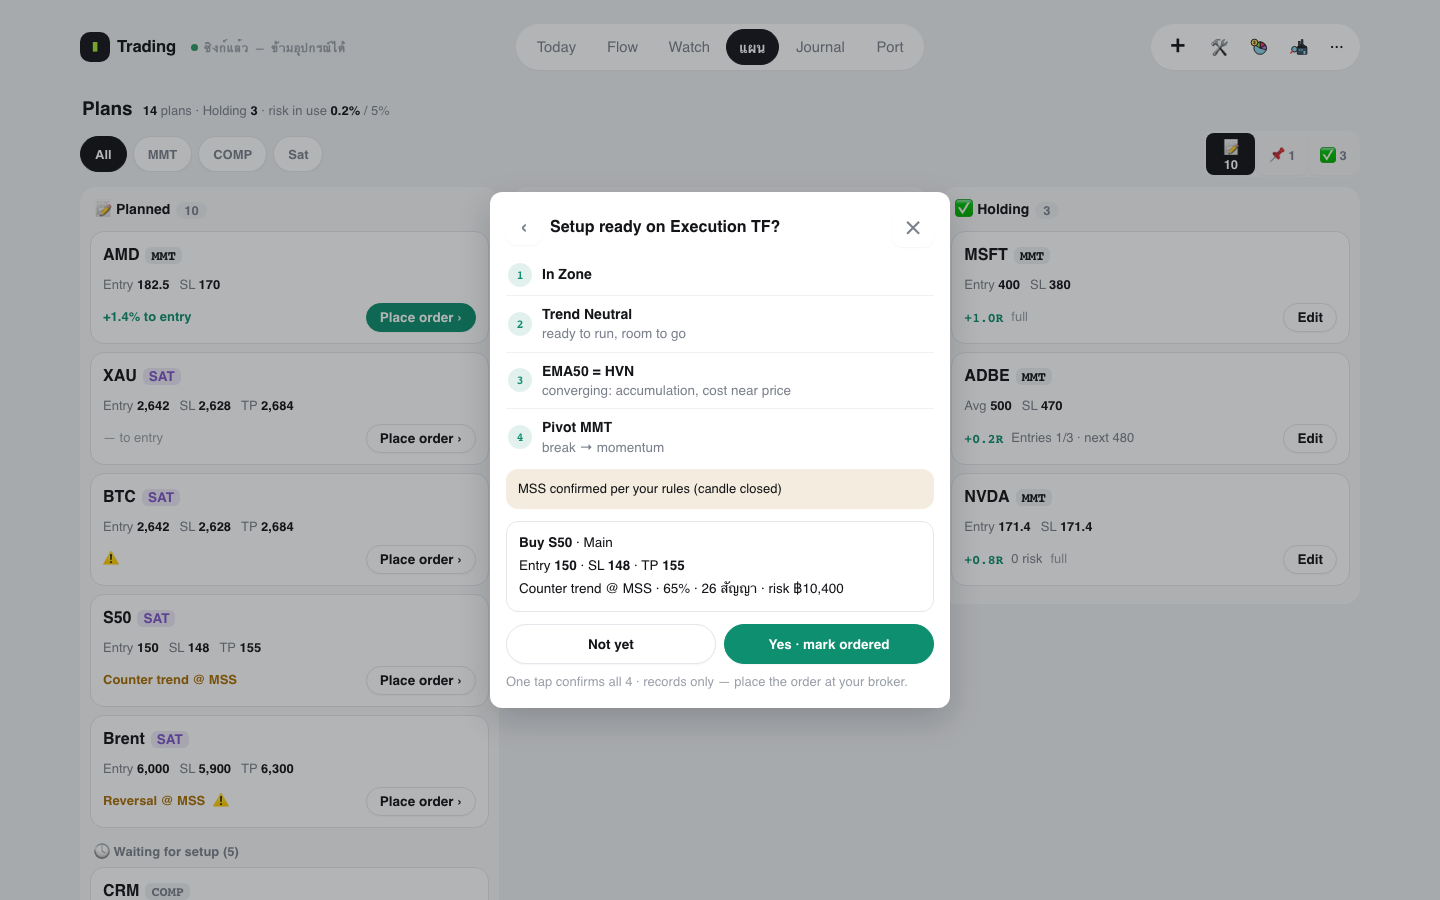 Trading
ซิงก์แล้ว — ข้ามอุปกรณ์ได้
Today
Flow
Watch
แผน
Journal
Port
Plans 14 plans · Holding 3 · risk in use 0.2% / 5%
All
MMT
COMP
Sat
10
1
3
Planned 10
AMD MMT
Entry 182.5 SL 170
+1.4% to entry
Place order ›
XAU SAT
Entry 2,642 SL 2,628 TP 2,684
— to entry
Place order ›
BTC SAT
Entry 2,642 SL 2,628 TP 2,684
Place order ›
S50 SAT
Entry 150 SL 148 TP 155
Counter trend @ MSS
Place order ›
Brent SAT
Entry 6,000 SL 5,900 TP 6,300
Reversal @ MSS
Place order ›
Waiting for setup (5)
CRM COMP
‹ Setup ready on Execution TF?
1 In Zone
2 Trend Neutral
ready to run, room to go
3 EMA50 = HVN
converging: accumulation, cost near price
4 Pivot MMT
break → momentum
MSS confirmed per your rules (candle closed)
Buy S50 · Main
Entry 150 · SL 148 · TP 155
Counter trend @ MSS · 65% · 26 สัญญา · risk ฿10,400
Not yet
Yes · mark ordered
One tap confirms all 4 · records only — place the order at your broker.
Holding 3
MSFT MMT
Entry 400 SL 380
+1.0R full
Edit
ADBE MMT
Avg 500 SL 470
+0.2R Entries 1/3 · next 480
Edit
NVDA MMT
Entry 171.4 SL 171.4
+0.8R 0 risk full
Edit